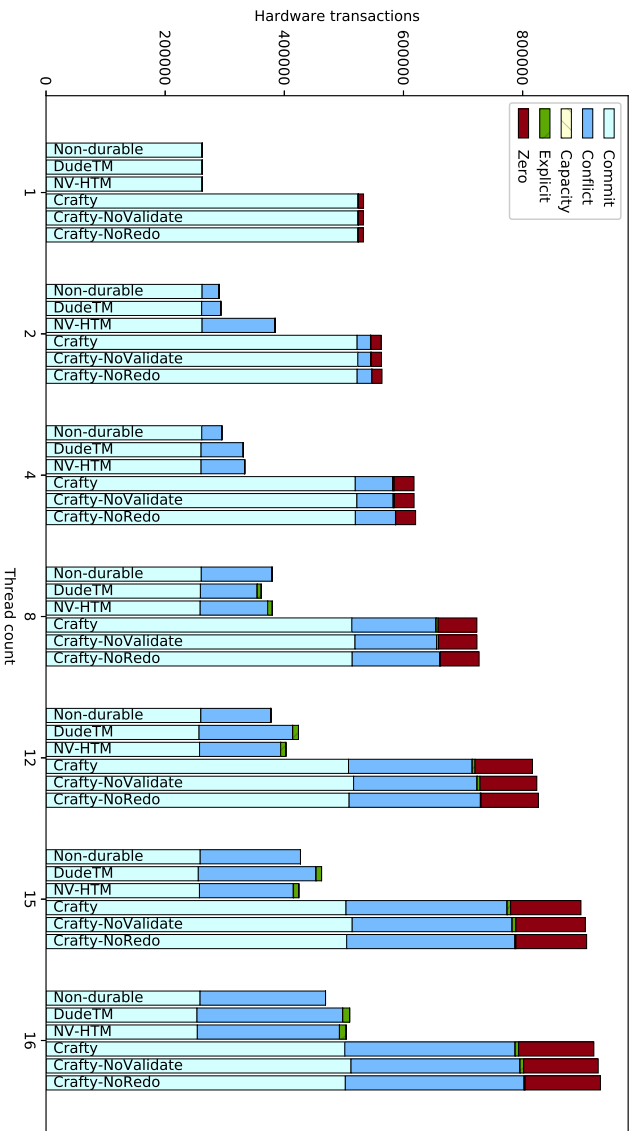 Hardware transactions
0
200000
400000
600000
800000
Commit
Conflict
Capacity
Explicit
Zero
Non-durable
DudeTM
NV-HTM
Crafty
Crafty-NoValidate
Crafty-NoRedo
1
Non-durable
DudeTM
NV-HTM
Crafty
Crafty-NoValidate
Crafty-NoRedo
2
Non-durable
DudeTM
NV-HTM
Crafty
Crafty-NoValidate
Crafty-NoRedo
4
Non-durable
DudeTM
NV-HTM
Crafty
Crafty-NoValidate
Crafty-NoRedo
8
Non-durable
DudeTM
NV-HTM
Crafty
Crafty-NoValidate
Crafty-NoRedo
12
Non-durable
DudeTM
NV-HTM
Crafty
Crafty-NoValidate
Crafty-NoRedo
15
Non-durable
DudeTM
NV-HTM
Crafty
Crafty-NoValidate
Crafty-NoRedo
16
Thread count